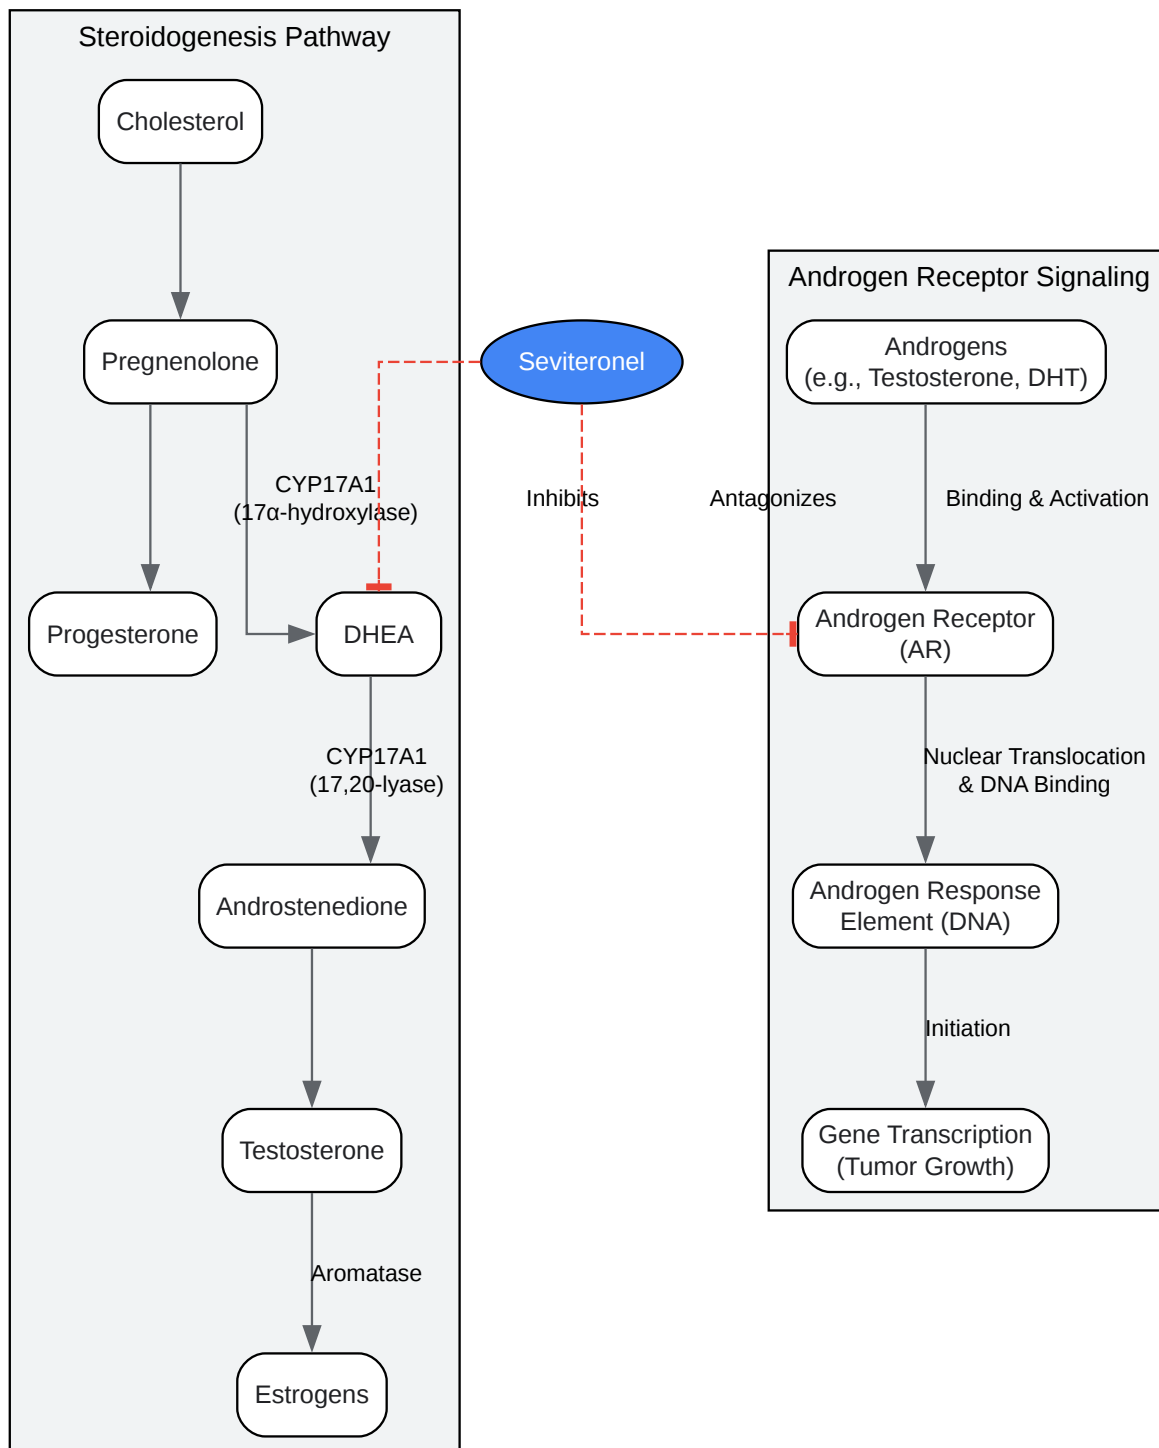 Steroidogenesis Pathway
Cholesterol
Pregnenolone
CYP17A1
(17α-hydroxylase)
Progesterone
DHEA
CYP17A1
(17,20-lyase)
Androstenedione
Testosterone
Aromatase
Estrogens
Seviteronel
Inhibits
Antagonizes
Androgen Receptor Signaling
Androgens
(e.g., Testosterone, DHT)
Binding & Activation
Androgen Receptor
(AR)
Nuclear Translocation
& DNA Binding
Androgen Response
Element (DNA)
Initiation
Gene Transcription
(Tumor Growth)